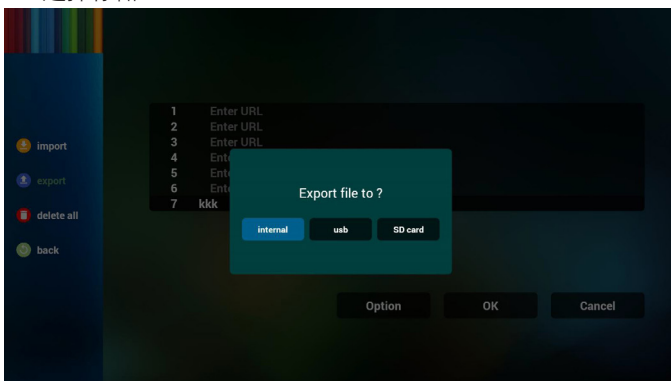 import
export
delete all
back
1 Enter URL
2 Enter URL
3 Enter URL
4 Ente
5 Ente
6 Ente
7 kkk
Export file to ?
internal usb SD card
Option OK Cancel